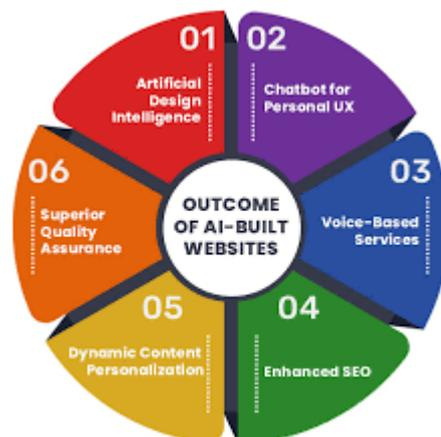 01
Artificial
Design
Intelligence
02
Chatbot for
Personal UX
03
Voice-Based
Services
04
Enhanced SEO
05
Dynamic Content
Personalization
06
Superior
Quality
Assurance
OUTCOME
OF AI-BUILT
WEBSITES